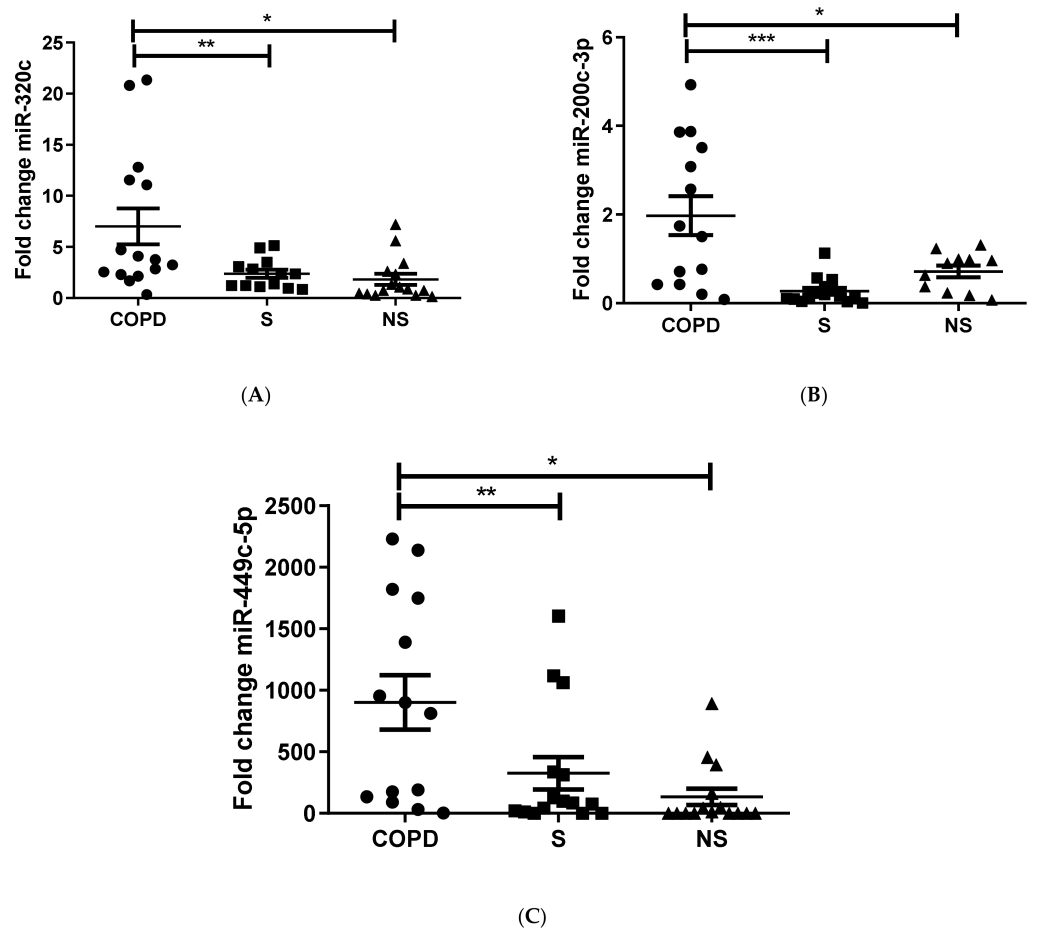 *
**
25
20
15
10
5
0
Fold change miR-320c
COPD
S
NS
(A)
*
***
6
4
2
0
Fold change miR-200c-3p
COPD
S
NS
(B)
*
**
2500
2000
1500
1000
500
0
Fold change miR-449c-5p
COPD
S
NS
(C)